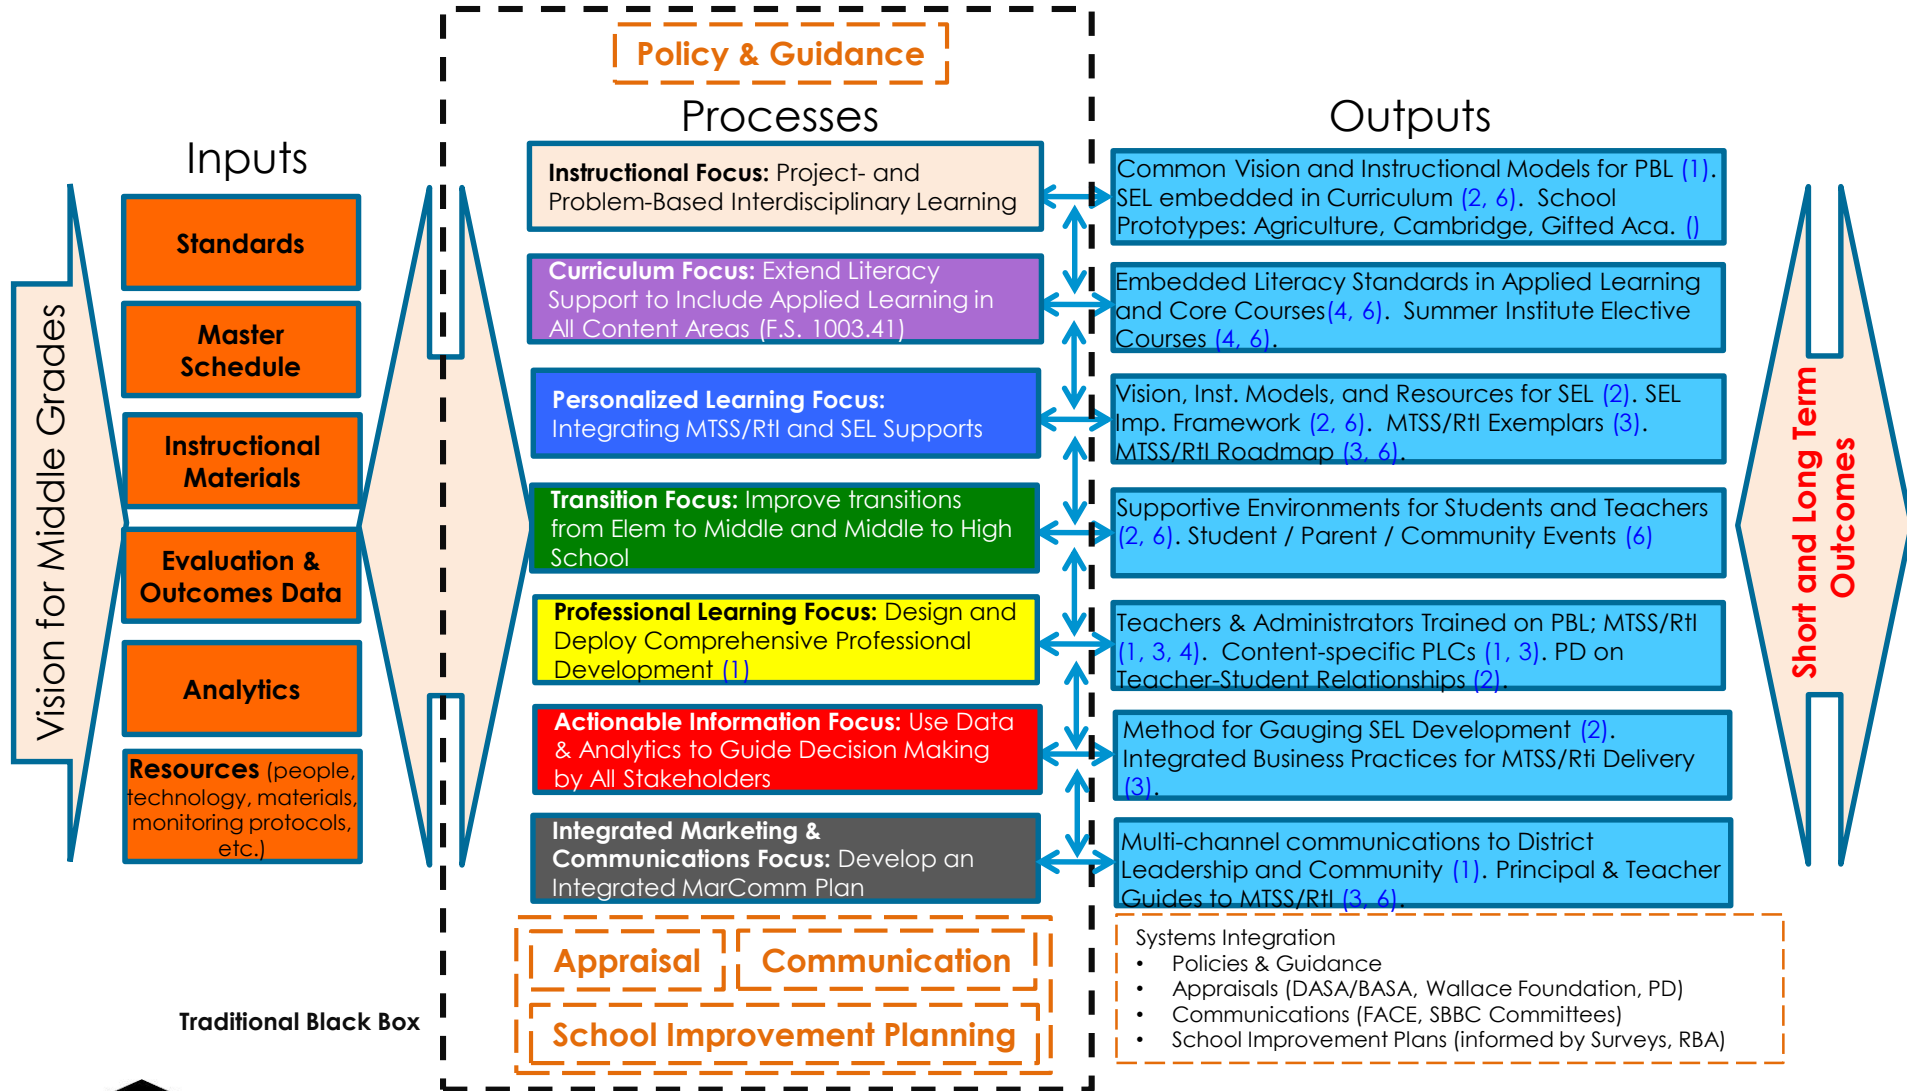 Policy & Guidance
Processes
Outputs
Inputs
Vision for Middle Grades
Standards
Master
Schedule
Instructional
Materials
Evaluation &
Outcomes Data
Analytics
Resources (people,
technology, materials,
monitoring protocols,
etc.)
Instructional Focus: Project- and
Problem-Based Interdisciplinary Learning
Curriculum Focus: Extend Literacy
Support to Include Applied Learning in
All Content Areas (F.S. 1003.41)
Personalized Learning Focus:
Integrating MTSS/RtI and SEL Supports
Transition Focus: Improve transitions
from Elem to Middle and Middle to High
School
Professional Learning Focus: Design and
Deploy Comprehensive Professional
Development (1)
Actionable Information Focus: Use Data
& Analytics to Guide Decision Making
by All Stakeholders
Integrated Marketing &
Communications Focus: Develop an
Integrated MarComm Plan
Common Vision and Instructional Models for PBL (1).
SEL embedded in Curriculum (2, 6).  School
Prototypes: Agriculture, Cambridge, Gifted Aca. ()
Embedded Literacy Standards in Applied Learning
and Core Courses(4, 6).  Summer Institute Elective
Courses (4, 6).
Vision, Inst. Models, and Resources for SEL (2). SEL
Imp. Framework (2, 6).  MTSS/RtI Exemplars (3).
MTSS/RtI Roadmap (3, 6).
Supportive Environments for Students and Teachers
(2, 6). Student / Parent / Community Events (6)
Teachers & Administrators Trained on PBL; MTSS/RtI
(1, 3, 4).  Content-specific PLCs (1, 3). PD on
Teacher-Student Relationships (2).
Method for Gauging SEL Development (2).
Integrated Business Practices for MTSS/Rti Delivery
(3).
Multi-channel communications to District
Leadership and Community (1). Principal & Teacher
Guides to MTSS/RtI (3, 6).
Short and Long Term
Outcomes
Appraisal
Communication
School Improvement Planning
Traditional Black Box
Systems Integration
• Policies & Guidance
• Appraisals (DASA/BASA, Wallace Foundation, PD)
• Communications (FACE, SBBC Committees)
• School Improvement Plans (informed by Surveys, RBA)